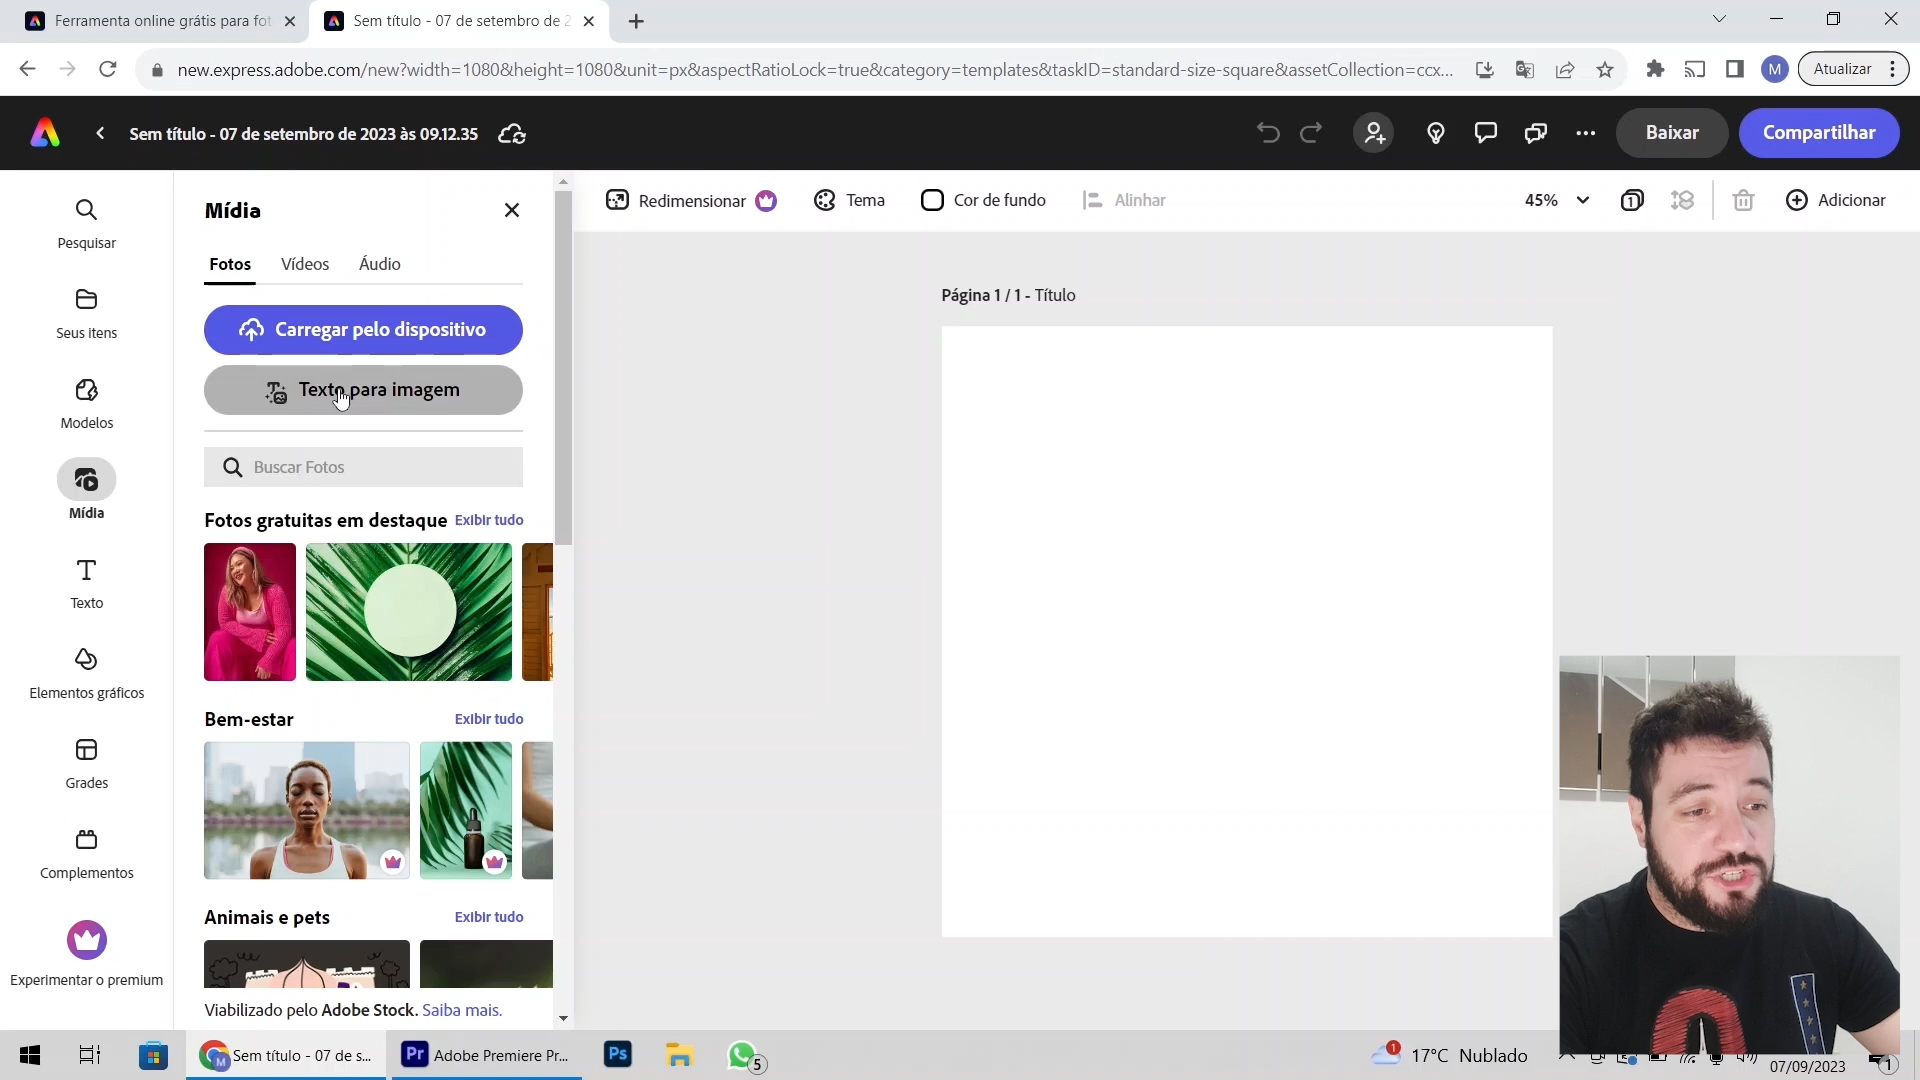 Ferramenta online grátis para fot
Sem título - 07 de setembro de 2
new.express.adobe.com/new?width=1080&height=1080&unit=px&aspectRatioLock=true&category=templates&taskID=standard-size-square&assetCollection=ccx...
M
Atualizar
Sem título - 07 de setembro de 2023 às 09.12.35
Baixar
Compartilhar
Pesquisar
Seus itens
Modelos
Mídia
Texto
Elementos gráficos
Grades
Complementos
Experimentar o premium
Mídia
Fotos Vídeos Áudio
Carregar pelo dispositivo
Texto para imagem
Buscar Fotos
Fotos gratuitas em destaque Exibir tudo
Bem-estar Exibir tudo
Animais e pets Exibir tudo
Viabilizado pelo Adobe Stock. Saiba mais.
Redimensionar Tema Cor de fundo Alinhar
45% 1 Adicionar
Página 1 / 1 - Título
M Sem título - 07 de s...
Pr Adobe Premiere Pr...
Ps
5
1 17°C Nublado
07/09/2023
1